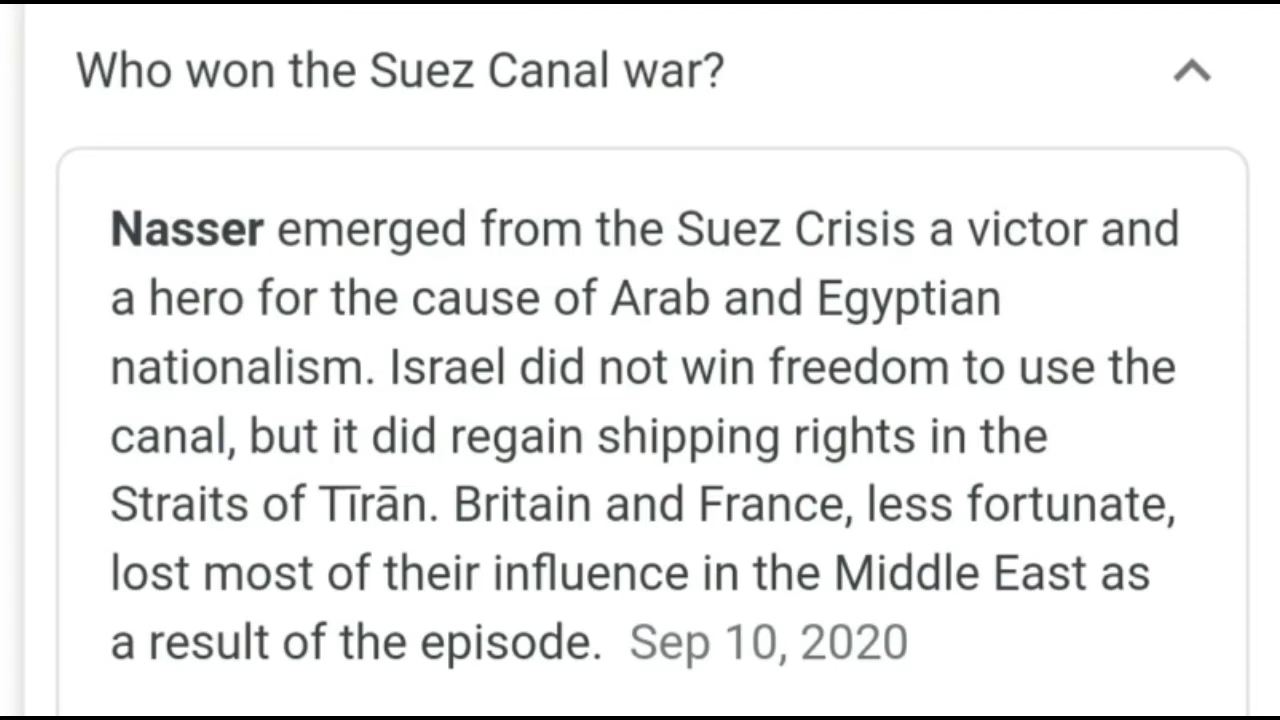 Who won the Suez Canal war?
Nasser emerged from the Suez Crisis a victor and
a hero for the cause of Arab and Egyptian
nationalism. Israel did not win freedom to use the
canal, but it did regain shipping rights in the
Straits of Tīrān. Britain and France, less fortunate,
lost most of their influence in the Middle East as
a result of the episode. Sep 10, 2020